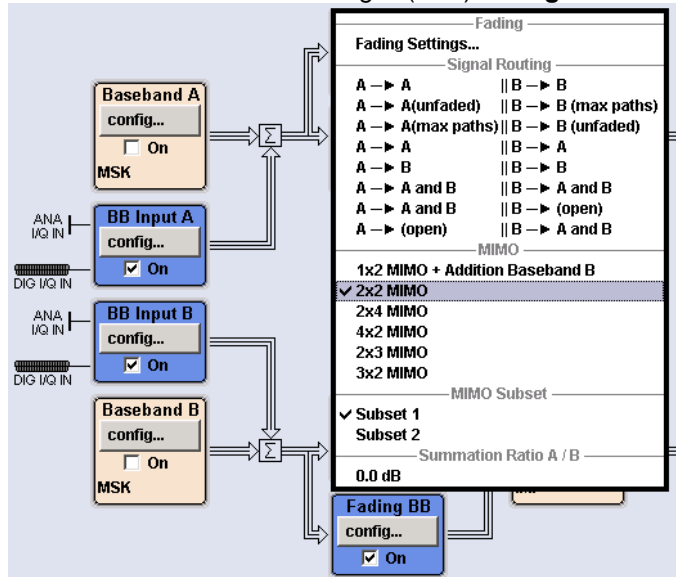 Fading
Fading Settings...
Signal Routing
A —► A || B —► B
A —► A(unfaded) || B —► B (max paths)
A —► A(max paths) || B —► B (unfaded)
A —► A || B —► A
A —► B || B —► B
A —► A and B || B —► A and B
A —► A and B || B —► (open)
A —► (open) || B —► A and B
MIMO
1x2 MIMO + Addition Baseband B
✓ 2x2 MIMO
2x4 MIMO
4x2 MIMO
2x3 MIMO
3x2 MIMO
MIMO Subset
✓ Subset 1
Subset 2
Summation Ratio A / B
0.0 dB
Baseband A
config...
On
MSK
Σ
ANA
I/Q IN
DIG I/Q IN
BB Input A
config...
✓ On
ANA
I/Q IN
DIG I/Q IN
BB Input B
config...
✓ On
Baseband B
config...
On
MSK
Σ
Fading BB
config...
✓ On